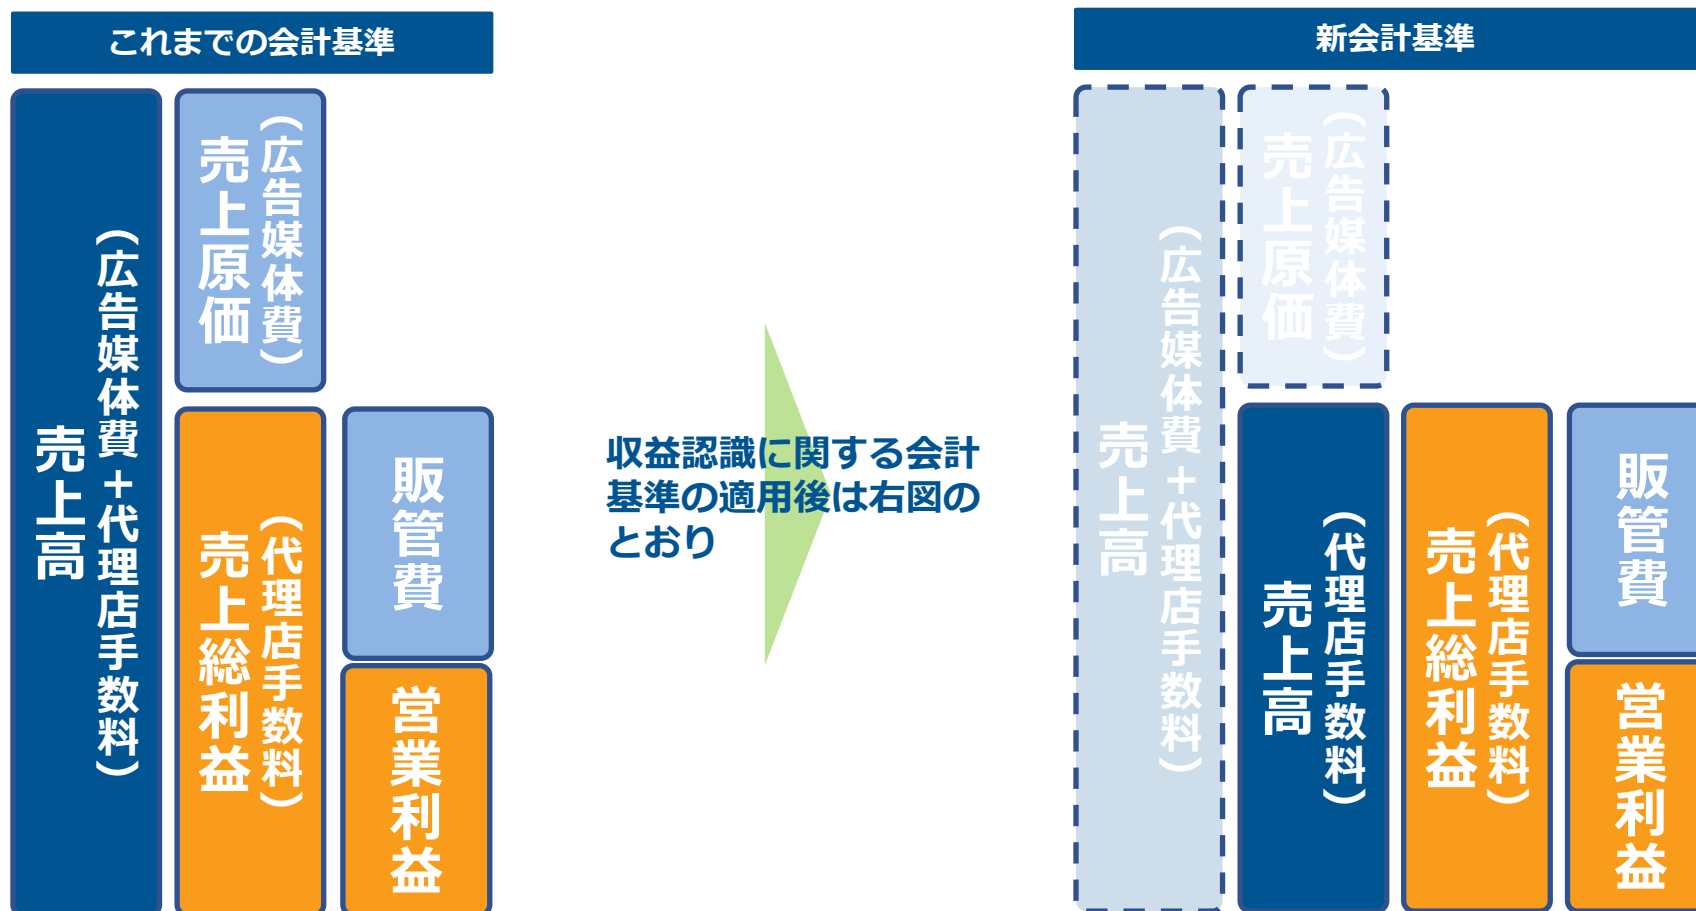 これまでの会計基準
（広告媒体費＋代理店手数料）
売上高
（広告媒体費）
売上原価
（代理店手数料）
売上総利益
販管費
営業利益
収益認識に関する会計
基準の適用後は右図の
とおり
新会計基準
（広告媒体費＋代理店手数料）
売上高
（広告媒体費）
売上原価
（代理店手数料）
売上高
（代理店手数料）
売上総利益
販管費
営業利益